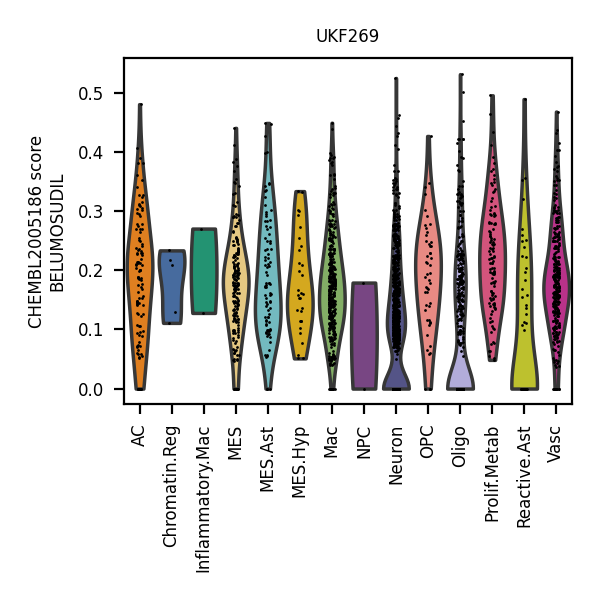 UKF269
CHEMBL2005186 score
BELUMOSUDIL
0.5
0.4
0.3
0.2
0.1
0.0
AC
Chromatin.Reg
Inflammatory.Mac
MES
MES.Ast
MES.Hyp
Mac
NPC
Neuron
OPC
Oligo
Prolif.Metab
Reactive.Ast
Vasc